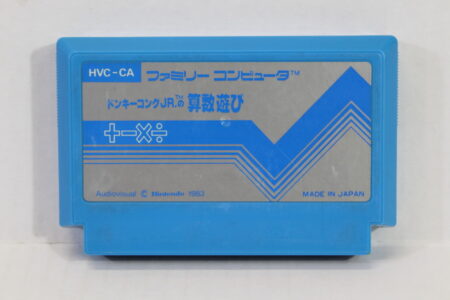 HVC-CA ファミリー コンピュータ™
ドンキーコングJR.™の 算数遊び
+−×÷
Audiovisual © Nintendo 1983 MADE IN JAPAN